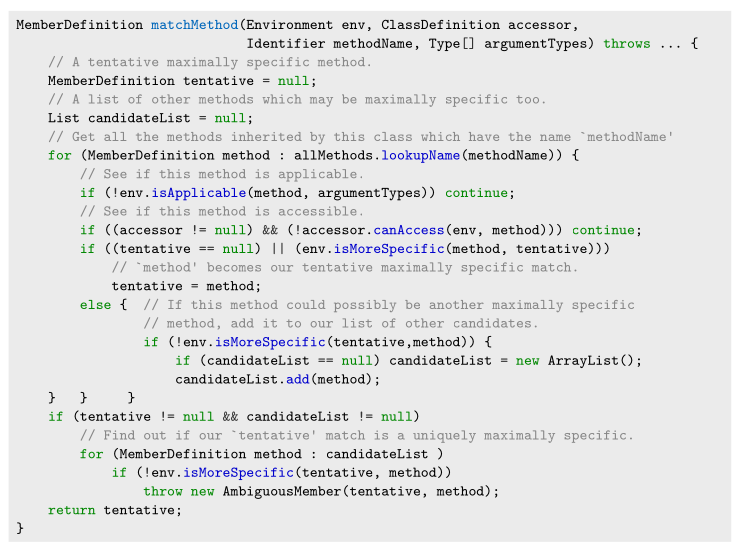 MemberDefinition matchMethod(Environment env, ClassDefinition accessor,
                             Identifier methodName, Type[] argumentTypes) throws ... {
    // A tentative maximally specific method.
    MemberDefinition tentative = null;
    // A list of other methods which may be maximally specific too.
    List candidateList = null;
    // Get all the methods inherited by this class which have the name `methodName'
    for (MemberDefinition method : allMethods.lookupName(methodName)) {
        // See if this method is applicable.
        if (!env.isApplicable(method, argumentTypes)) continue;
        // See if this method is accessible.
        if ((accessor != null) && (!accessor.canAccess(env, method))) continue;
        if ((tentative == null) || (env.isMoreSpecific(method, tentative)))
            // `method' becomes our tentative maximally specific match.
            tentative = method;
        else {  // If this method could possibly be another maximally specific
                // method, add it to our list of other candidates.
                if (!env.isMoreSpecific(tentative,method)) {
                    if (candidateList == null) candidateList = new ArrayList();
                    candidateList.add(method);
    }   }     }
    if (tentative != null && candidateList != null)
        // Find out if our `tentative' match is a uniquely maximally specific.
        for (MemberDefinition method : candidateList )
            if (!env.isMoreSpecific(tentative, method))
                throw new AmbiguousMember(tentative, method);
    return tentative;
}